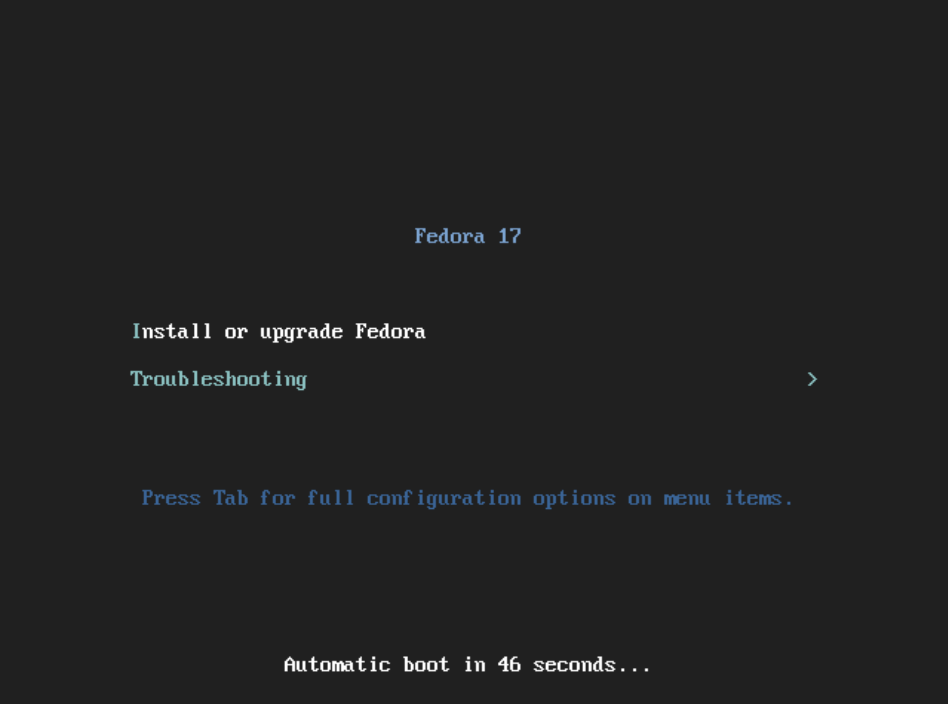 Fedora 17
Install or upgrade Fedora
Troubleshooting >
Press Tab for full configuration options on menu items.
Automatic boot in 46 seconds...